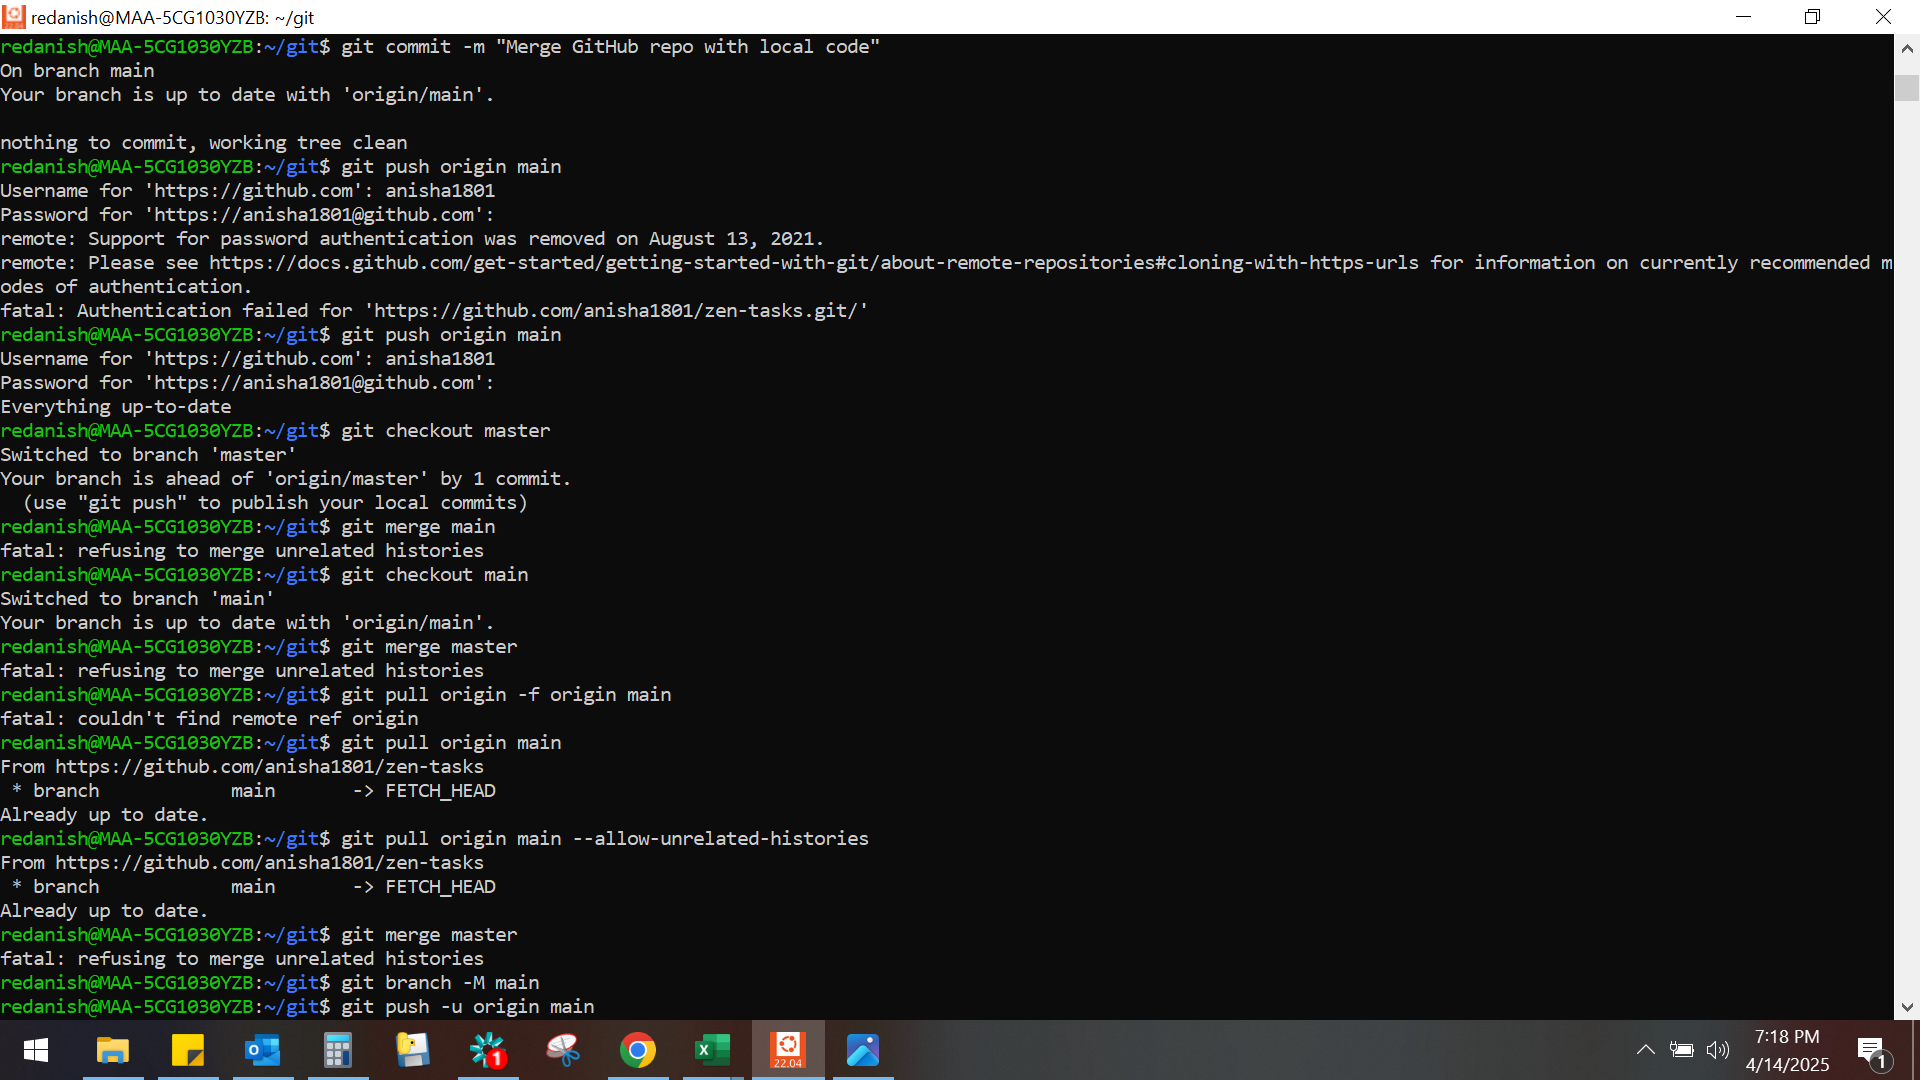 redanish@MAA-5CG1030YZB: ~/git
redanish@MAA-5CG1030YZB:~/git$ git commit -m "Merge GitHub repo with local code"
On branch main
Your branch is up to date with 'origin/main'.
nothing to commit, working tree clean
redanish@MAA-5CG1030YZB:~/git$ git push origin main
Username for 'https://github.com': anisha1801
Password for 'https://anisha1801@github.com':
remote: Support for password authentication was removed on August 13, 2021.
remote: Please see https://docs.github.com/get-started/getting-started-with-git/about-remote-repositories#cloning-with-https-urls for information on currently recommended m
odes of authentication.
fatal: Authentication failed for 'https://github.com/anisha1801/zen-tasks.git/'
redanish@MAA-5CG1030YZB:~/git$ git push origin main
Username for 'https://github.com': anisha1801
Password for 'https://anisha1801@github.com':
Everything up-to-date
redanish@MAA-5CG1030YZB:~/git$ git checkout master
Switched to branch 'master'
Your branch is ahead of 'origin/master' by 1 commit.
  (use "git push" to publish your local commits)
redanish@MAA-5CG1030YZB:~/git$ git merge main
fatal: refusing to merge unrelated histories
redanish@MAA-5CG1030YZB:~/git$ git checkout main
Switched to branch 'main'
Your branch is up to date with 'origin/main'.
redanish@MAA-5CG1030YZB:~/git$ git merge master
fatal: refusing to merge unrelated histories
redanish@MAA-5CG1030YZB:~/git$ git pull origin -f origin main
fatal: couldn't find remote ref origin
redanish@MAA-5CG1030YZB:~/git$ git pull origin main
From https://github.com/anisha1801/zen-tasks
 * branch            main       -> FETCH_HEAD
Already up to date.
redanish@MAA-5CG1030YZB:~/git$ git pull origin main --allow-unrelated-histories
From https://github.com/anisha1801/zen-tasks
 * branch            main       -> FETCH_HEAD
Already up to date.
redanish@MAA-5CG1030YZB:~/git$ git merge master
fatal: refusing to merge unrelated histories
redanish@MAA-5CG1030YZB:~/git$ git branch -M main
redanish@MAA-5CG1030YZB:~/git$ git push -u origin main
22.04
1
7:18 PM
4/14/2025
1